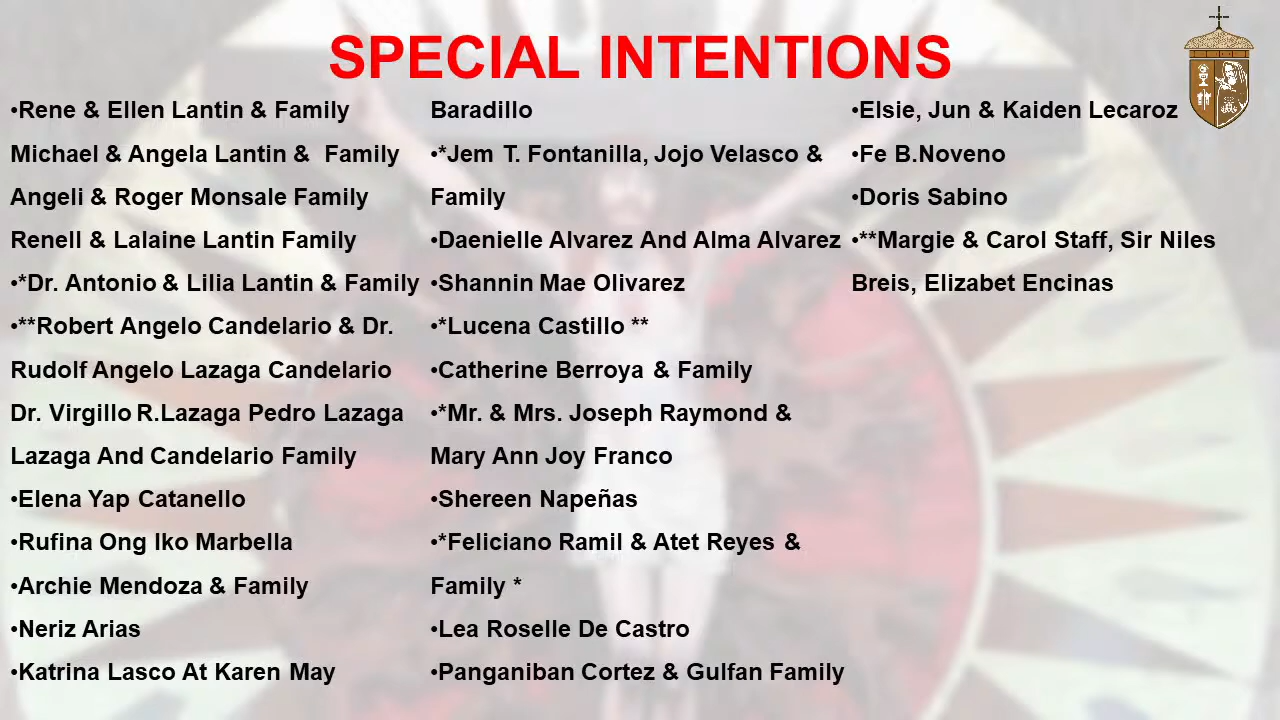 SPECIAL INTENTIONS
•Rene & Ellen Lantin & Family
Michael & Angela Lantin & Family
Angeli & Roger Monsale Family
Renell & Lalaine Lantin Family
•*Dr. Antonio & Lilia Lantin & Family
•**Robert Angelo Candelario & Dr.
Rudolf Angelo Lazaga Candelario
Dr. Virgillo R.Lazaga Pedro Lazaga
Lazaga And Candelario Family
•Elena Yap Catanello
•Rufina Ong Iko Marbella
•Archie Mendoza & Family
•Neriz Arias
•Katrina Lasco At Karen May
Baradillo
•*Jem T. Fontanilla, Jojo Velasco &
Family
•Daenielle Alvarez And Alma Alvarez
•Shannin Mae Olivarez
•*Lucena Castillo **
•Catherine Berroya & Family
•*Mr. & Mrs. Joseph Raymond &
Mary Ann Joy Franco
•Shereen Napeñas
•*Feliciano Ramil & Atet Reyes &
Family *
•Lea Roselle De Castro
•Panganiban Cortez & Gulfan Family
•Elsie, Jun & Kaiden Lecaroz
•Fe B.Noveno
•Doris Sabino
•**Margie & Carol Staff, Sir Niles
Breis, Elizabet Encinas